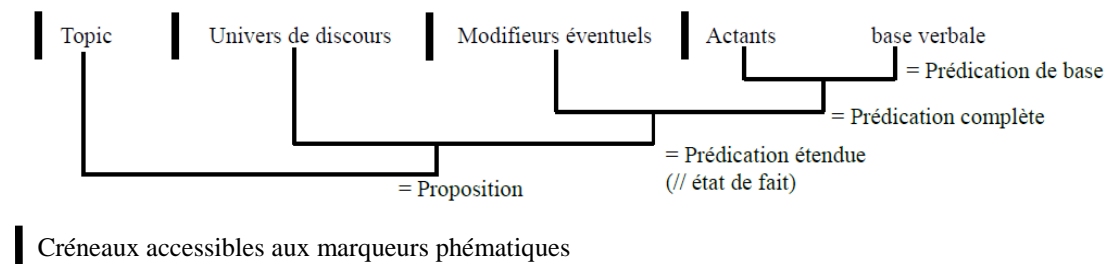 Topic Univers de discours Modifieurs éventuels Actants base verbale
= Prédication de base
= Prédication complète
= Prédication étendue
(// état de fait)
= Proposition
Créneaux accessibles aux marqueurs phématiques